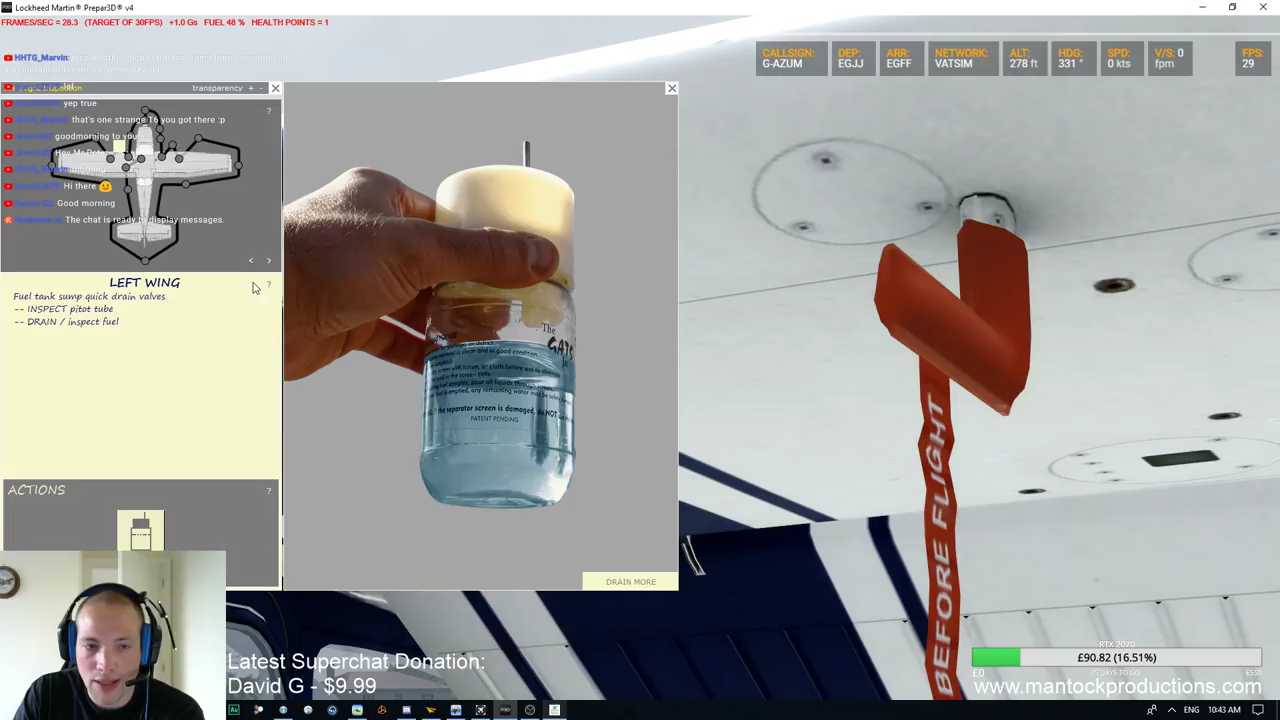 Lockheed Martin® Prepar3D® v4
FRAMES/SEC = 28.3 (TARGET OF 30FPS) +1.0 Gs FUEL 48 % HEALTH POINTS = 1
HHTG_Marvin:
transparency + -
yep true
that's one strange T6 you got there :p
goodmorning to you
Hi there
Good morning
The chat is ready to display messages.
?
< >
LEFT WING
?
Fuel tank sump quick drain valves
-- INSPECT pitot tube
-- DRAIN / inspect fuel
ACTIONS
?
The
GATS
PATENT PENDING
DRAIN MORE
CALLSIGN: G-AZUM
DEP: EGJJ
ARR: EGFF
NETWORK: VATSIM
ALT: 278 ft
HDG: 331 °
SPD: 0 kts
V/S: 0 fpm
FPS: 29
BEFORE FLIGHT
Latest Superchat Donation:
David G - $9.99
RTX 2070
£90.82 (16.51%)
£0
£550
www.mantockproductions.com
ENG
10:43 AM